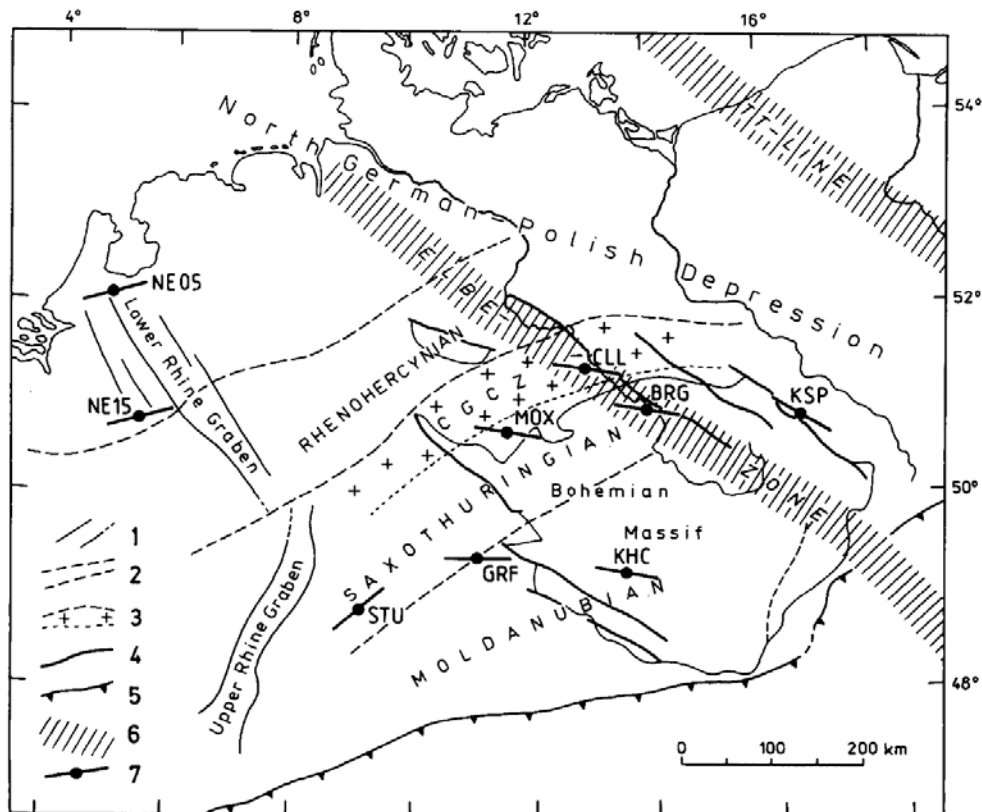 4° 8° 12° 16°
54°
TT-LINE
North German-Polish Depression
ELBE-
52°
NE05
Lower Rhine Graben
RHENOHERCYNIAN
CLL
CGCZ
BRG
KSP
NE15
MOX
ZONE
50°
Bohemian
Massif
SAXOTHURINGIAN
KHC
GRF
STU
MOLDANUBIAN
Upper Rhine Graben
48°
1
2
3
4
5
6
7
0 100 200 km